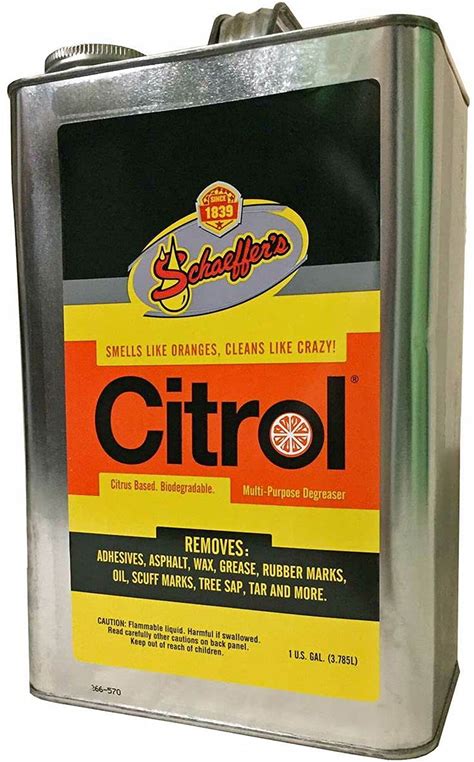 SINCE
1839
Schaeffer's
SMELLS LIKE ORANGES, CLEANS LIKE CRAZY!
Citrol®
Citrus Based. Biodegradable.
Multi-Purpose Degreaser
REMOVES:
ADHESIVES, ASPHALT, WAX, GREASE, RUBBER MARKS,
OIL, SCUFF MARKS, TREE SAP, TAR AND MORE.
CAUTION: Flammable liquid. Harmful if swallowed.
Read carefully other cautions on back panel.
Keep out of reach of children.
1 U.S. GAL. (3.785L)
266-570